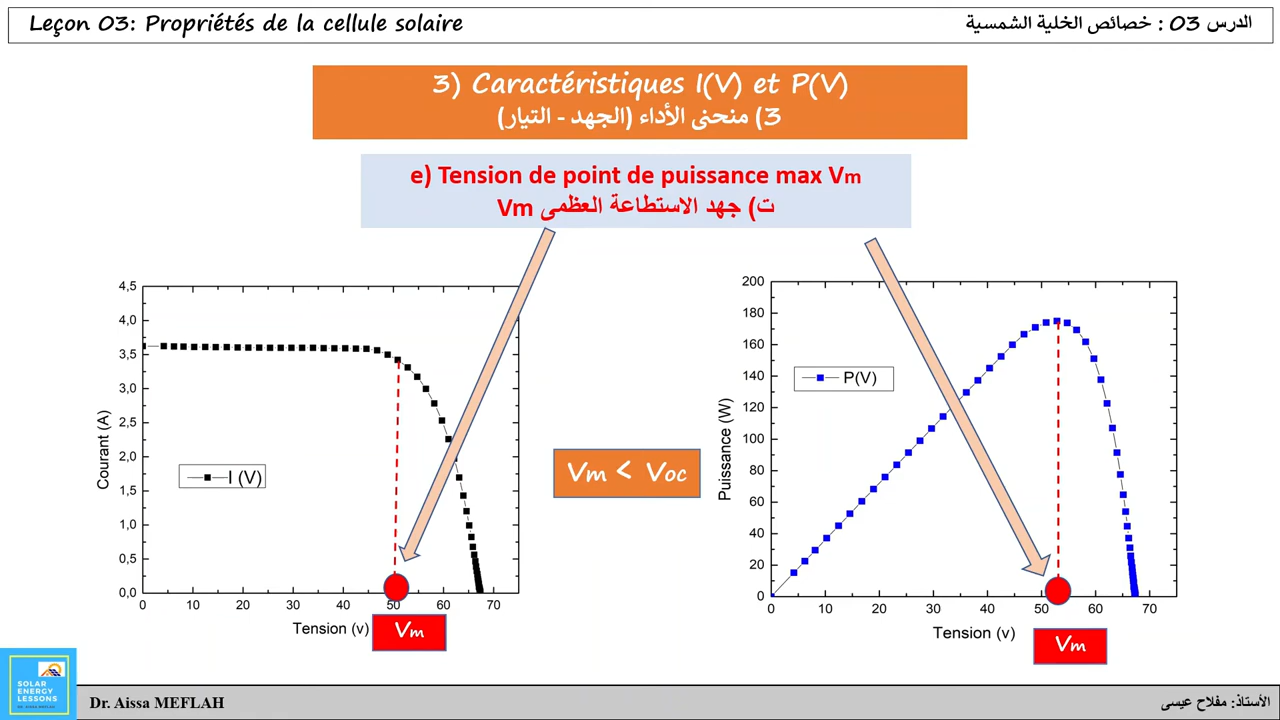 Leçon 03: Propriétés de la cellule solaire
الدرس 03 : خصائص الخلية الشمسية
3) Caractéristiques I(V) et P(V)
3) منحنى الأداء (الجهد - التيار)
e) Tension de point de puissance max Vm
ت) جهد الاستطاعة العظمى Vm
4,5
4,0
3,5
3,0
2,5
2,0
1,5
1,0
0,5
0,0
Courant (A)
I (V)
0 10 20 30 40 50 60 70
Tension (v)
Vm
Vm < Voc
200
180
160
140
120
100
80
60
40
20
0
Puissance (W)
P(V)
0 10 20 30 40 50 60 70
Tension (v)
Vm
SOLAR
ENERGY
LESSONS
DR. AISSA MEFLAH
Dr. Aissa MEFLAH
الأستاذ: مفلاح عيسى